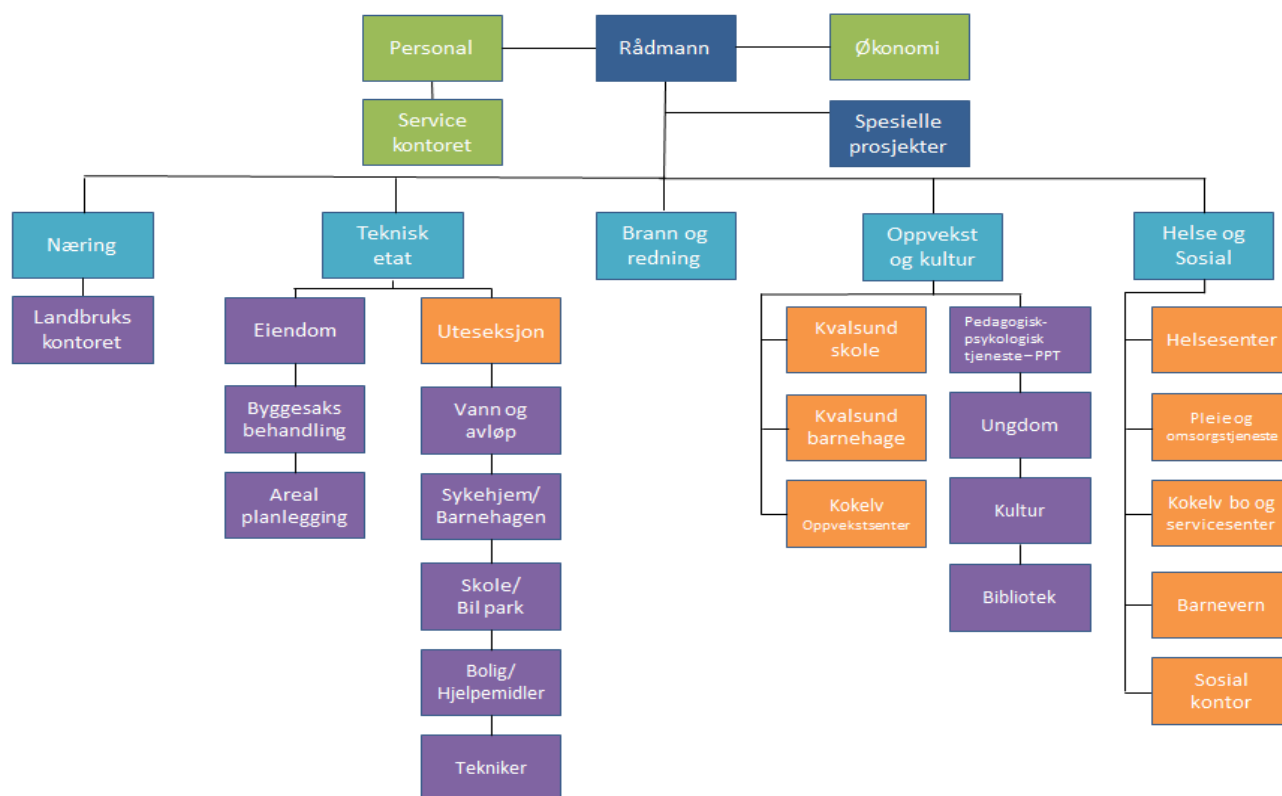 Personal
Rådmann
Økonomi
Service
kontoret
Spesielle
prosjekter
Næring
Teknisk
etat
Brann og
redning
Oppvekst
og kultur
Helse og
Sosial
Landbruks
kontoret
Eiendom
Byggesaks
behandling
Areal
planlegging
Uteseksjon
Vann og
avløp
Sykehjem/
Barnehagen
Skole/
Bil park
Bolig/
Hjelpemidler
Tekniker
Kvalsund
skole
Kvalsund
barnehage
Kokelv
Oppvekstsenter
Pedagogisk-
psykologisk
tjeneste–PPT
Ungdom
Kultur
Bibliotek
Helsesenter
Pleie og
omsorgstjeneste
Kokelv bo og
servicesenter
Barnevern
Sosial
kontor